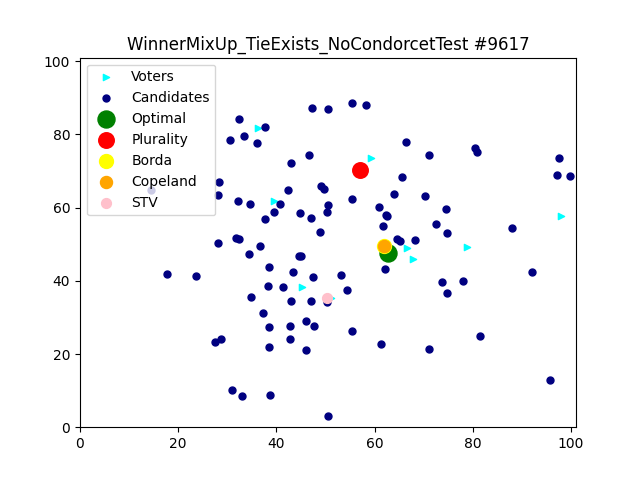 WinnerMixUp_TieExists_NoCondorcetTest #9617
100
80
60
40
20
0
0 20 40 60 80 100
Voters
Candidates
Optimal
Plurality
Borda
Copeland
STV